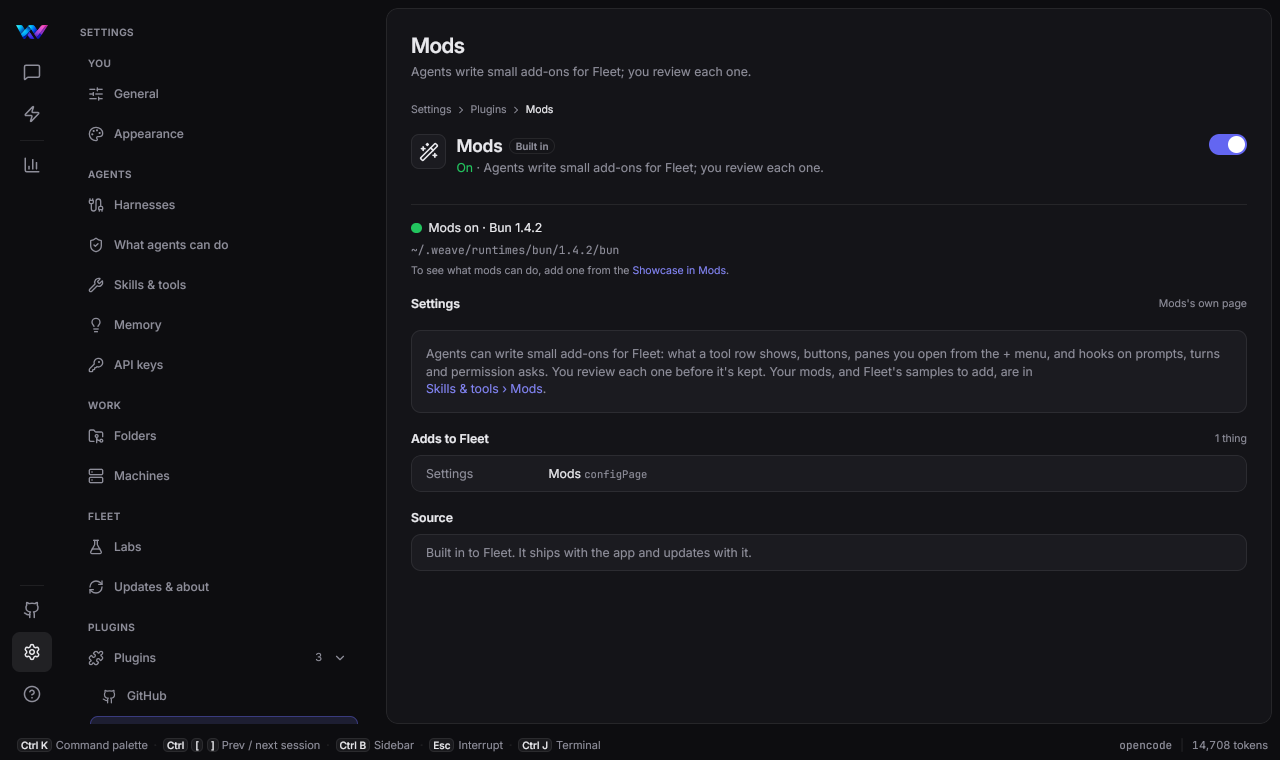 SETTINGS
YOU
General
Appearance
AGENTS
Harnesses
What agents can do
Skills & tools
Memory
API keys
WORK
Folders
Machines
FLEET
Labs
Updates & about
PLUGINS
Plugins 3
GitHub
Mods
Agents write small add-ons for Fleet; you review each one.
Settings > Plugins > Mods
Mods Built in
On · Agents write small add-ons for Fleet; you review each one.
Mods on · Bun 1.4.2
~/.weave/runtimes/bun/1.4.2/bun
To see what mods can do, add one from the Showcase in Mods.
Settings Mods's own page
Agents can write small add-ons for Fleet: what a tool row shows, buttons, panes you open from the + menu, and hooks on prompts, turns
and permission asks. You review each one before it's kept. Your mods, and Fleet's samples to add, are in
Skills & tools › Mods.
Adds to Fleet 1 thing
Settings Mods configPage
Source
Built in to Fleet. It ships with the app and updates with it.
Ctrl K Command palette · Ctrl [ ] Prev / next session · Ctrl B Sidebar · Esc Interrupt · Ctrl J Terminal
opencode 14,708 tokens